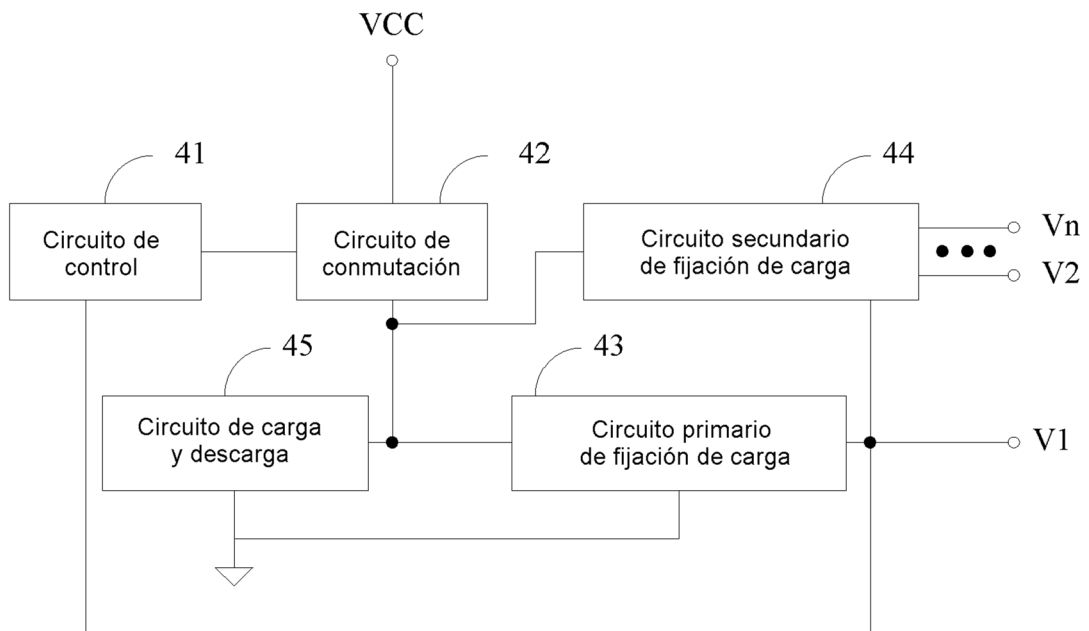 VCC
41
42
44
Circuito de
control
Circuito de
conmutación
Circuito secundario
de fijación de carga
Vn
V2
45
43
Circuito de carga
y descarga
Circuito primario
de fijación de carga
V1